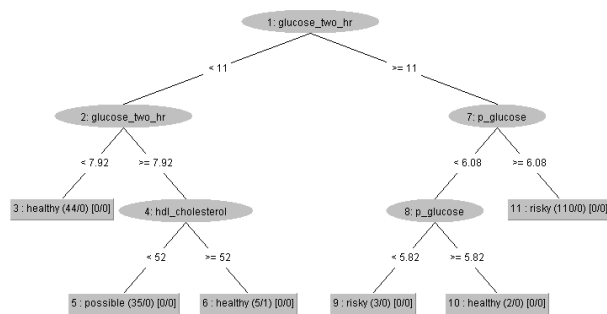 1: glucose_two_hr
< 11
>= 11
2: glucose_two_hr
7: p_glucose
< 7.92
>= 7.92
< 6.08
>= 6.08
3 : healthy (44/0) [0/0]
4: hdl_cholesterol
8: p_glucose
11 : risky (110/0) [0/0]
< 52
>= 52
< 5.82
>= 5.82
5 : possible (35/0) [0/0]
6 : healthy (5/1) [0/0]
9 : risky (3/0) [0/0]
10 : healthy (2/0) [0/0]